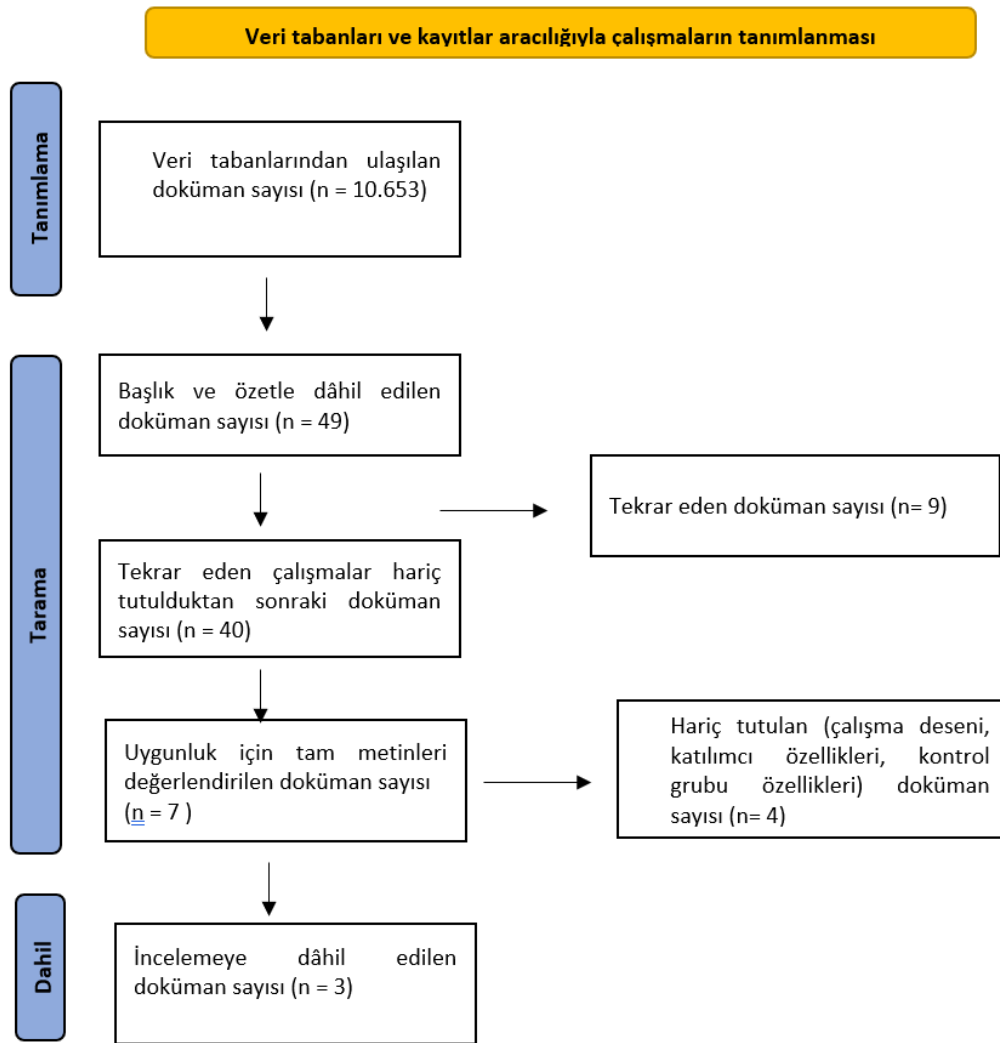 Veri tabanları ve kayıtlar aracılığıyla çalışmaların tanımlanması
Tanımlama
Veri tabanlarından ulaşılan
doküman sayısı (n = 10.653)
Tarama
Başlık ve özetle dâhil edilen
doküman sayısı (n = 49)
Tekrar eden doküman sayısı (n= 9)
Tekrar eden çalışmalar hariç
tutulduktan sonraki doküman
sayısı (n = 40)
Uygunluk için tam metinleri
değerlendirilen doküman sayısı
(n = 7 )
Hariç tutulan (çalışma deseni,
katılımcı özellikleri, kontrol
grubu özellikleri) doküman
sayısı (n= 4)
Dahil
İncelemeye dâhil edilen
doküman sayısı (n = 3)